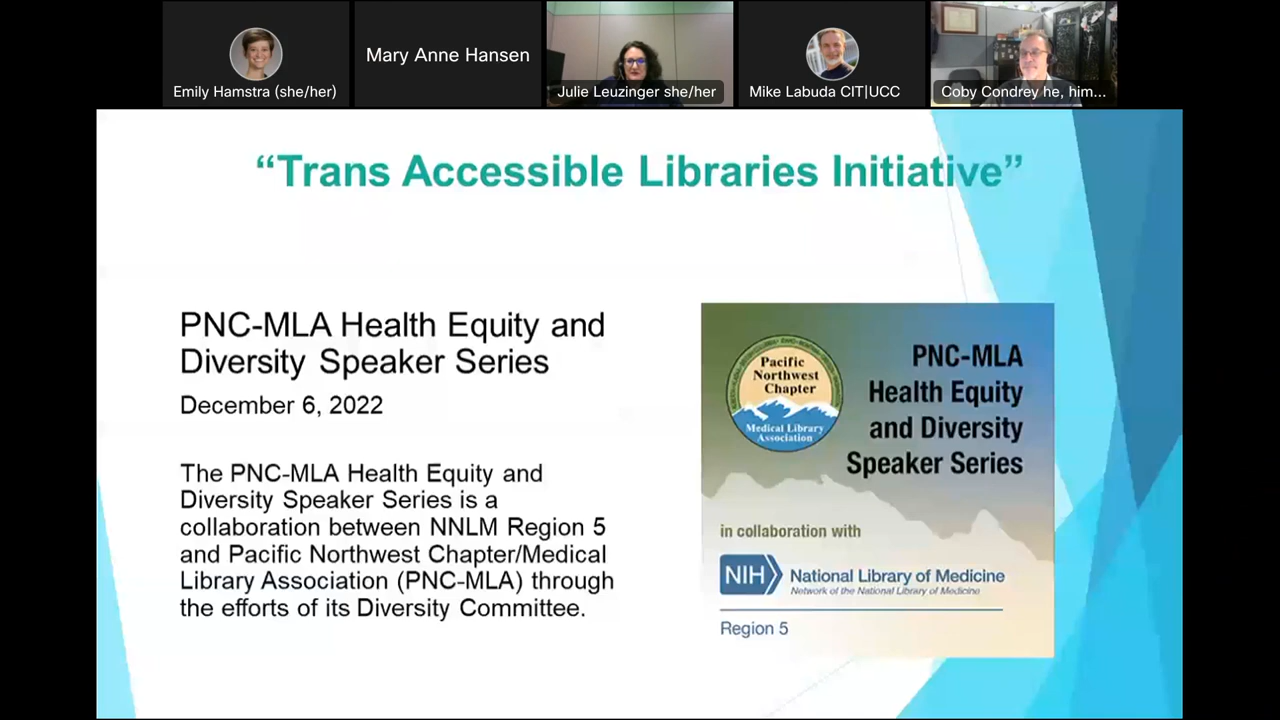 Emily Hamstra (she/her)
Mary Anne Hansen
Julie Leuzinger she/her
Mike Labuda CIT|UCC
Coby Condrey he, him...
“Trans Accessible Libraries Initiative”
PNC-MLA Health Equity and
Diversity Speaker Series
December 6, 2022
The PNC-MLA Health Equity and
Diversity Speaker Series is a
collaboration between NNLM Region 5
and Pacific Northwest Chapter/Medical
Library Association (PNC-MLA) through
the efforts of its Diversity Committee.
Pacific
Northwest
Chapter
Medical Library
Association
PNC-MLA
Health Equity
and Diversity
Speaker Series
in collaboration with
NIH
National Library of Medicine
Network of the National Library of Medicine
Region 5